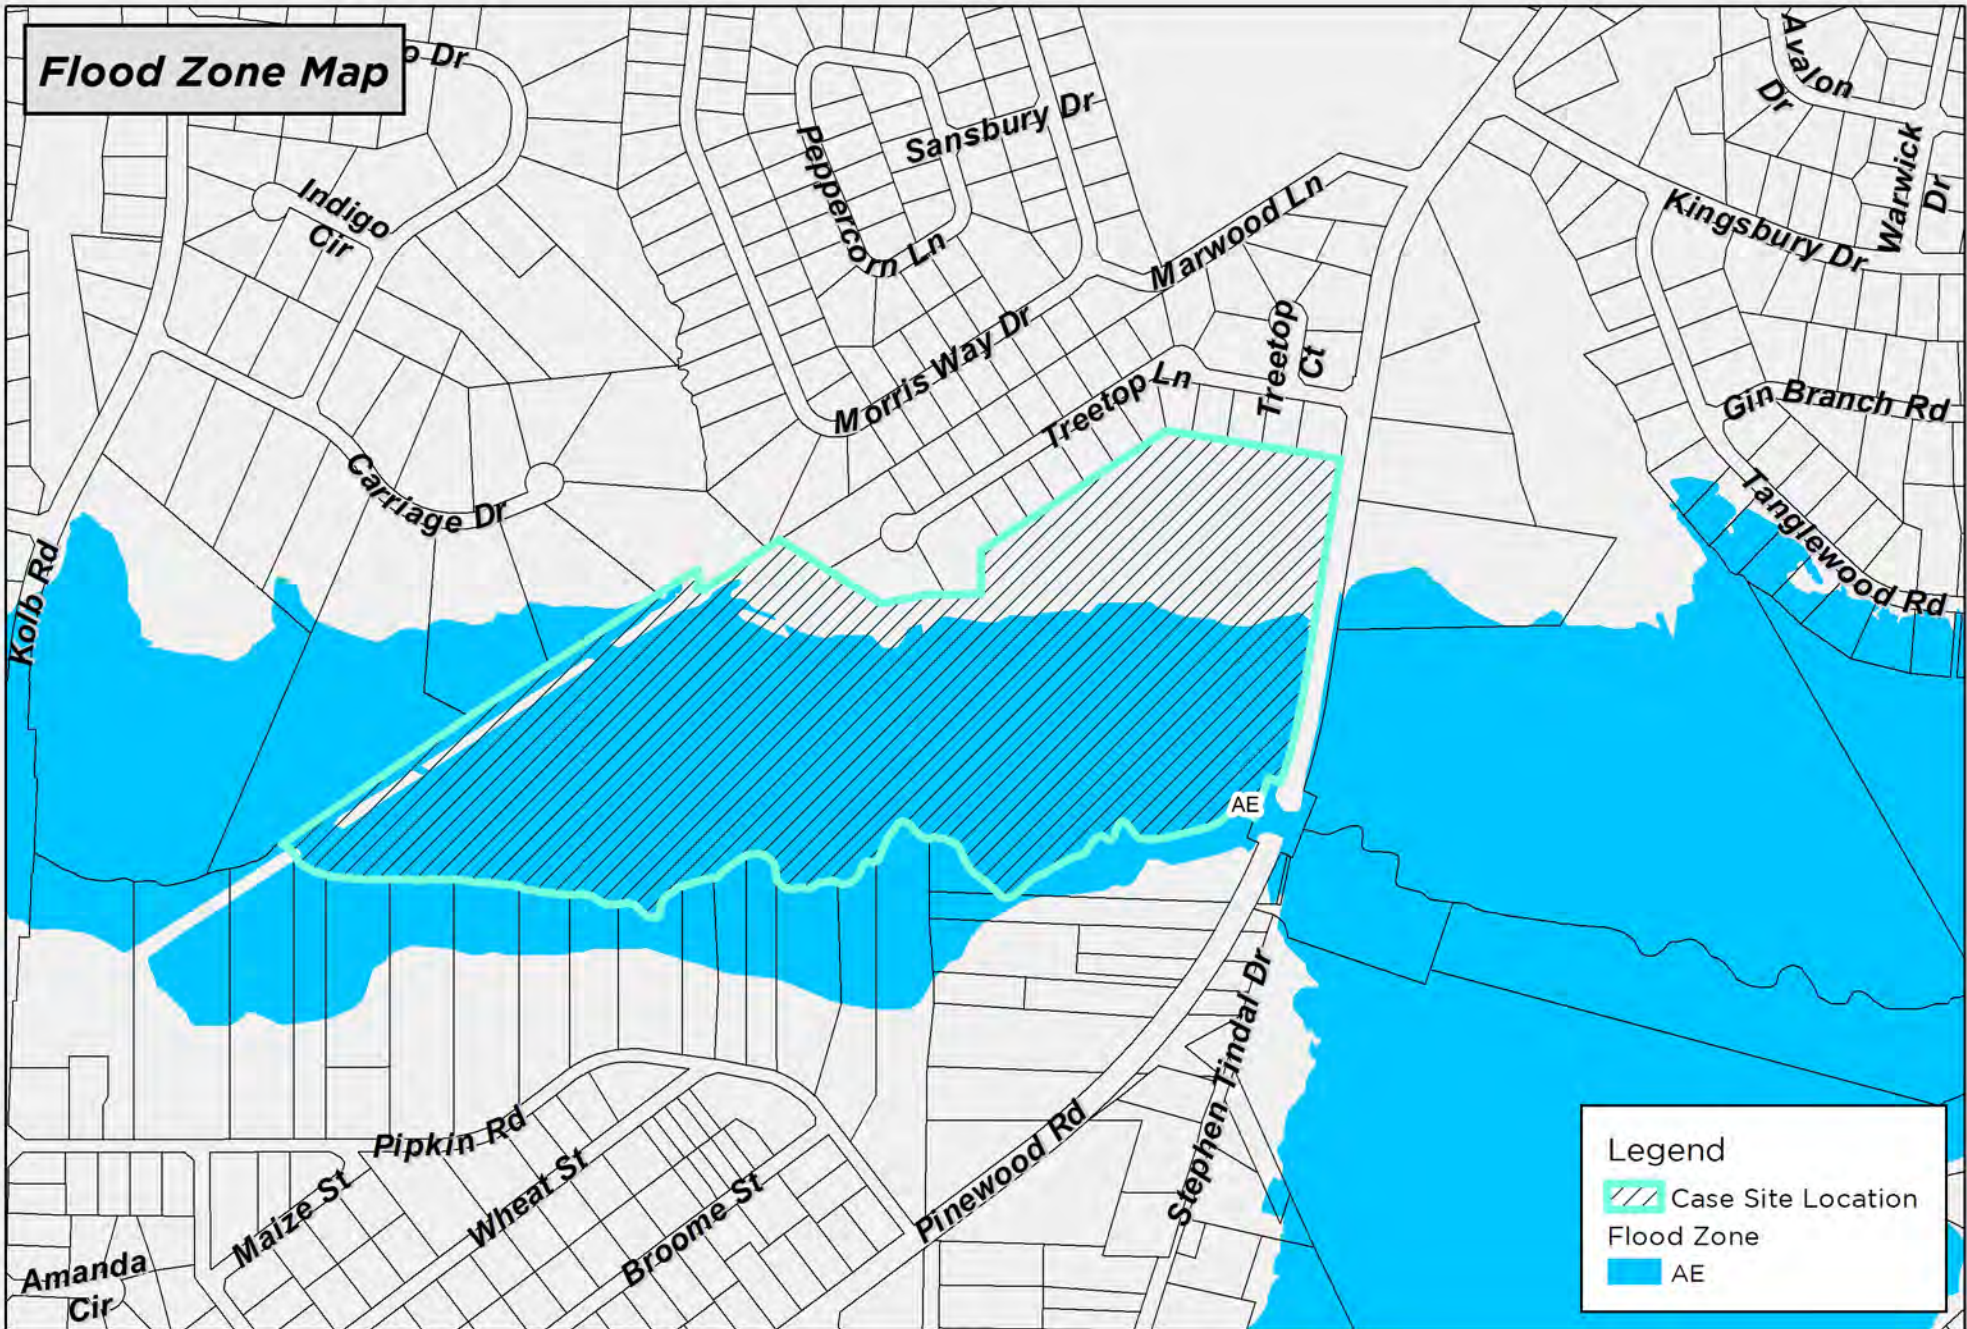 Flood Zone Map
o Dr
Avalon
Dr
Sansbury Dr
Peppercorn Ln
Warwick
Dr
Indigo
Cir
Marwood Ln
Kingsbury Dr
Morris Way Dr
Treetop
Ct
Treetop Ln
Gin Branch Rd
Carriage Dr
Tanglewood Rd
Kolb Rd
AE
Stephen Tindal Dr
Pinewood Rd
Pipkin Rd
Maize St
Wheat St
Broome St
Amanda
Cir
Legend
Case Site Location
Flood Zone
AE